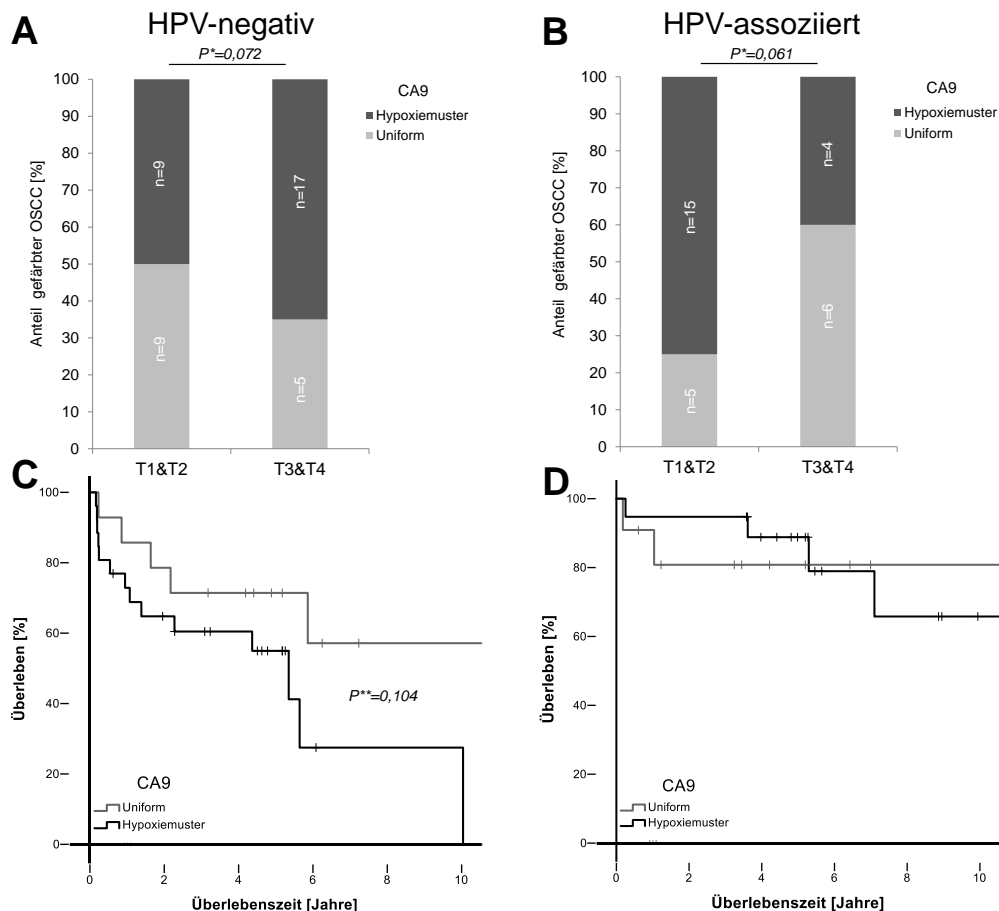 A
HPV-negativ
P*=0,072
100
90
80
70
60
50
40
30
20
10
0
Anteil gefärbter OSCC [%]
n=9
n=17
n=9
n=5
T1&T2
T3&T4
CA9
Hypoxiemuster
Uniform
B
HPV-assoziiert
P*=0,061
100
90
80
70
60
50
40
30
20
10
0
Anteil gefärbter OSCC [%]
n=15
n=4
n=5
n=6
T1&T2
T3&T4
CA9
Hypoxiemuster
Uniform
C
100
80
60
40
20
0
Überleben [%]
P**=0,104
CA9
Uniform
Hypoxiemuster
0
2
4
6
8
10
Überlebenszeit [Jahre]
D
100
80
60
40
20
0
Überleben [%]
CA9
Uniform
Hypoxiemuster
0
2
4
6
8
10
Überlebenszeit [Jahre]